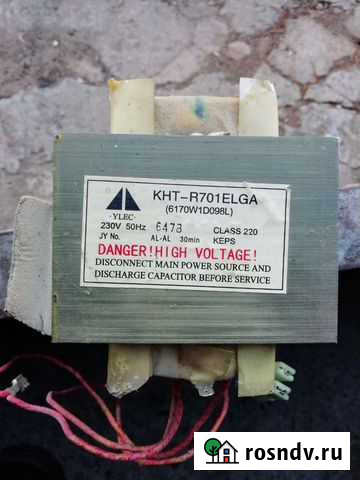 KHT-R701ELGA
(6170W1D098L)
-YLEC-
230V 50Hz 6478 CLASS 220
JY No. AL-AL 30min KEPS
DANGER!HIGH VOLTAGE!
DISCONNECT MAIN POWER SOURCE AND
DISCHARGE CAPACITOR BEFORE SERVICE
rosndv.ru